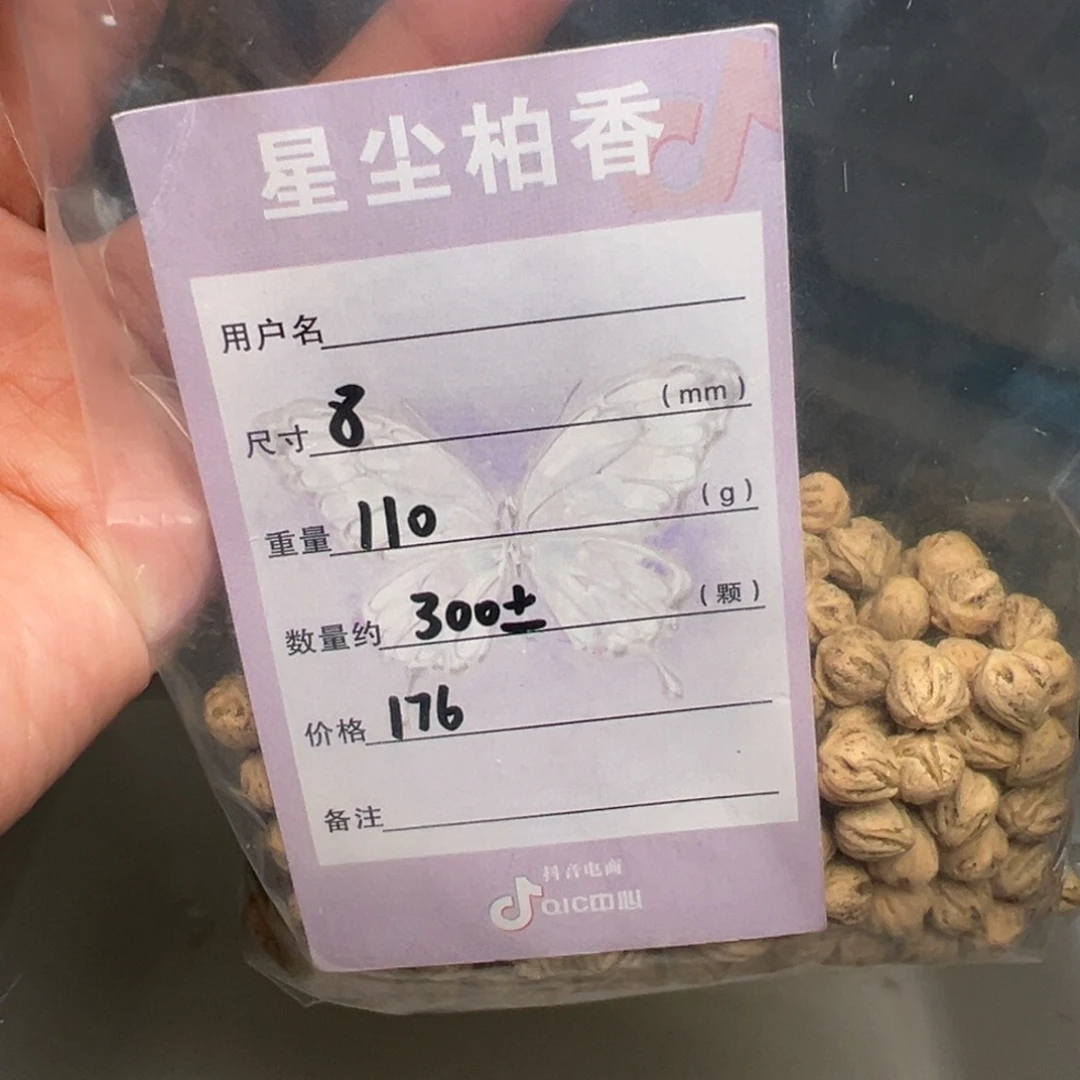 星尘柏香
用户名
尺寸 8 (mm)
重量 110 (g)
数量约 300± (颗)
价格 176
备注
抖音电商
QIC中心